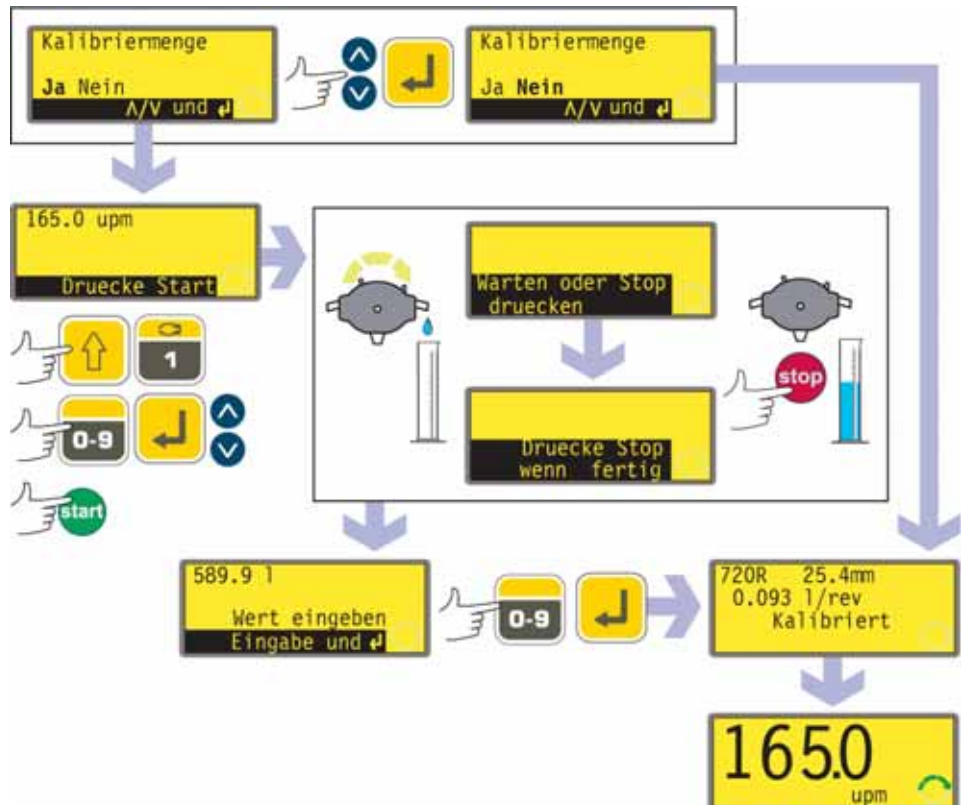 Kalibriermenge
Ja Nein
Λ/V und ↲
Kalibriermenge
Ja Nein
Λ/V und ↲
165.0 upm
Druecke Start
1
0-9
start
Warten oder Stop
druecken
Druecke Stop
wenn fertig
stop
589.9 l
Wert eingeben
Eingabe und ↲
0-9
720R 25.4mm
0.093 l/rev
Kalibriert
165.0
upm